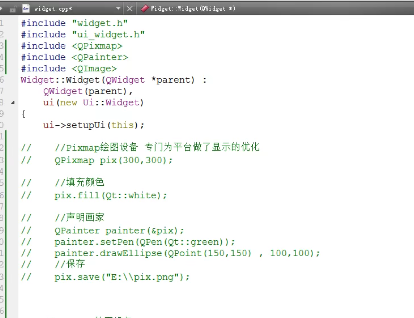 widget.cpp* Widget::Widget(QWidget *)
#include "widget.h"
#include "ui_widget.h"
#include <QPixmap>
#include <QPainter>
#include <QImage>
Widget::Widget(QWidget *parent) :
QWidget(parent),
ui(new Ui::Widget)
{
ui->setupUi(this);
// //Pixmap绘图设备 专门为平台做了显示的优化
// QPixmap pix(300,300);
// //填充颜色
// pix.fill(Qt::white);
// //声明画家
// QPainter painter(&pix);
// painter.setPen(QPen(Qt::green));
// painter.drawEllipse(QPoint(150,150) , 100,100);
// //保存
// pix.save("E:\\pix.png");